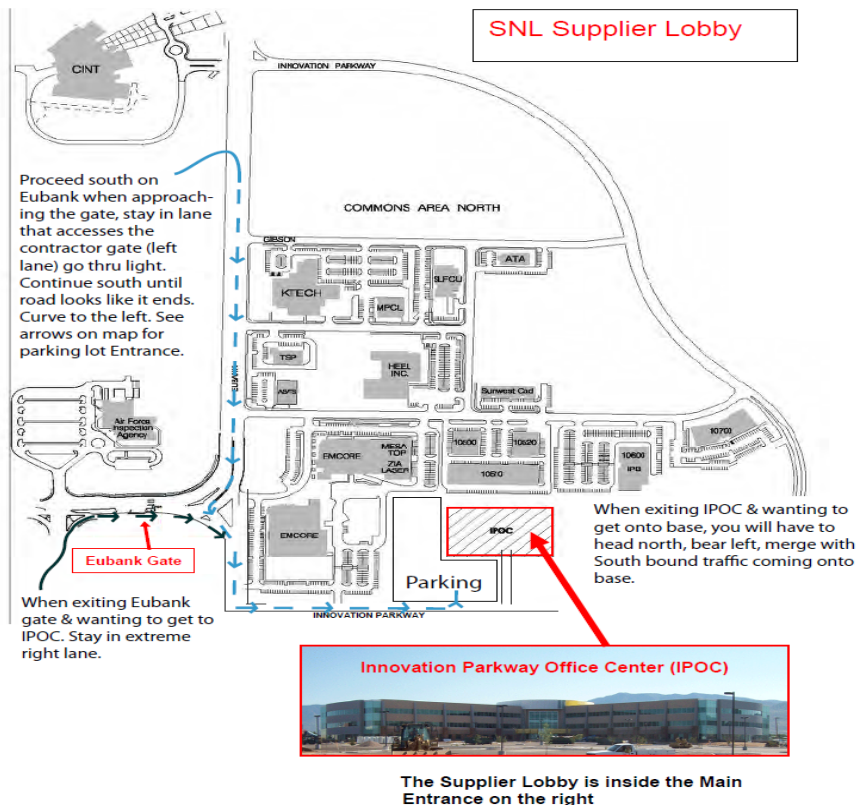 SNL Supplier Lobby
CINT
INNOVATION PARKWAY
Proceed south on
Eubank when approach-
ing the gate, stay in lane
that accesses the
contractor gate (left
lane) go thru light.
Continue south until
road looks like it ends.
Curve to the left. See
arrows on map for
parking lot Entrance.
COMMONS AREA NORTH
GIBSON
ATA
SLFCU
KTECH
MPCL
TSP
HEEL
INC.
EUBANK
Sunwest Cad
Air Force
Inspection
Agency
10700
10500
10520
MESA
TOP
EMCORE
ZIA
LASER
10510
10600
IPB
EMCORE
IPOC
Eubank Gate
When exiting IPOC & wanting to
get onto base, you will have to
head north, bear left, merge with
South bound traffic coming onto
base.
Parking
When exiting Eubank
gate & wanting to get to
IPOC. Stay in extreme
right lane.
INNOVATION PARKWAY
Innovation Parkway Office Center (IPOC)
The Supplier Lobby is inside the Main
Entrance on the right